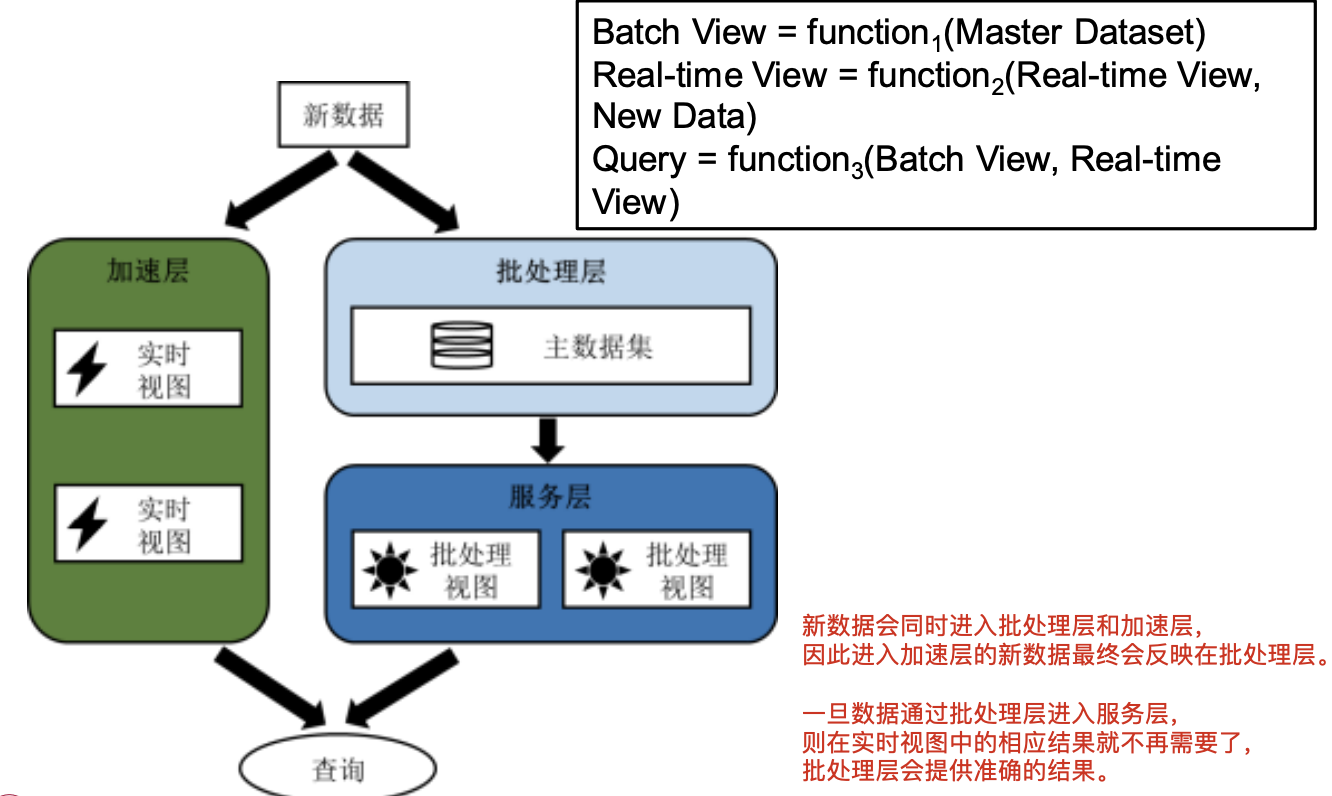 Batch View = function₁(Master Dataset)
Real-time View = function₂(Real-time View,
New Data)
Query = function₃(Batch View, Real-time
View)
新数据
加速层
实时
视图
实时
视图
批处理层
主数据集
服务层
批处理
视图
批处理
视图
查询
新数据会同时进入批处理层和加速层，
因此进入加速层的新数据最终会反映在批处理层。
一旦数据通过批处理层进入服务层，
则在实时视图中的相应结果就不再需要了，
批处理层会提供准确的结果。